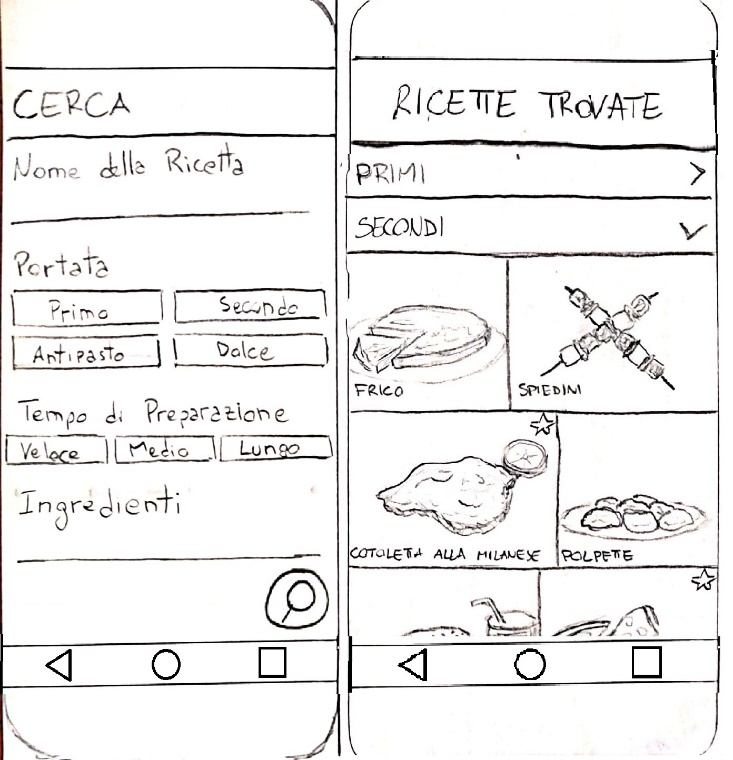 CERCA
Nome della Ricetta
Portata
Primo Secondo
Antipasto Dolce
Tempo di Preparazione
Veloce Medio Lungo
Ingredienti
RICETTE TROVATE
PRIMI
SECONDI
FRICO SPIEDINI
COTOLETTA ALLA MILANESE POLPETTE